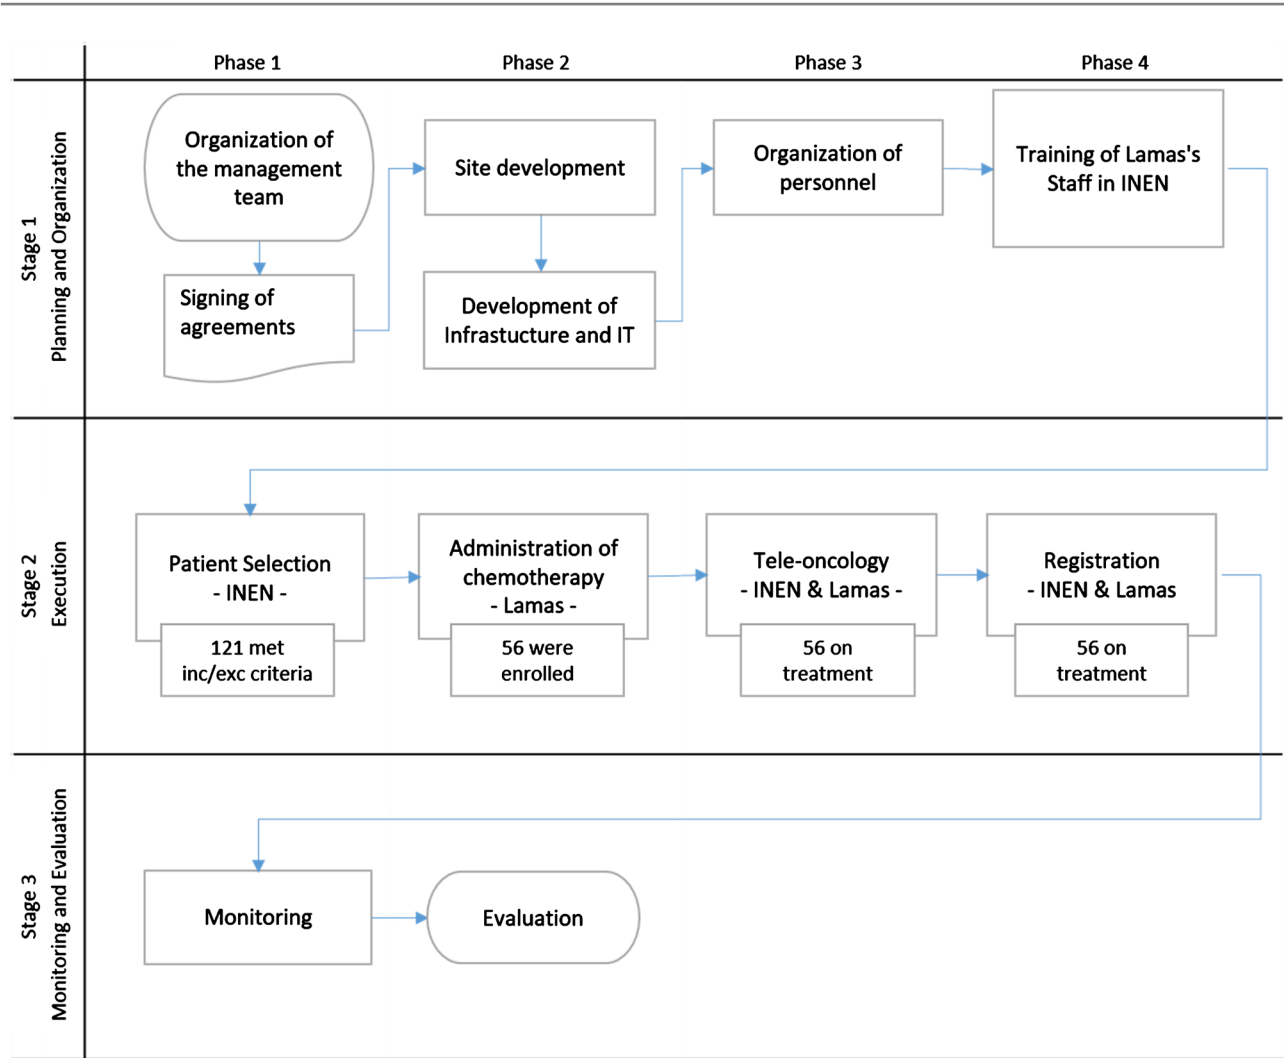 Phase 1
Phase 2
Phase 3
Phase 4
Stage 1
Planning and Organization
Organization of
the management
team
Signing of
agreements
Site development
Development of
Infrastucture and IT
Organization of
personnel
Training of Lamas's
Staff in INEN
Stage 2
Execution
Patient Selection
- INEN -
121 met
inc/exc criteria
Administration of
chemotherapy
- Lamas -
56 were
enrolled
Tele-oncology
- INEN & Lamas -
56 on
treatment
Registration
- INEN & Lamas
56 on
treatment
Stage 3
Monitoring and Evaluation
Monitoring
Evaluation